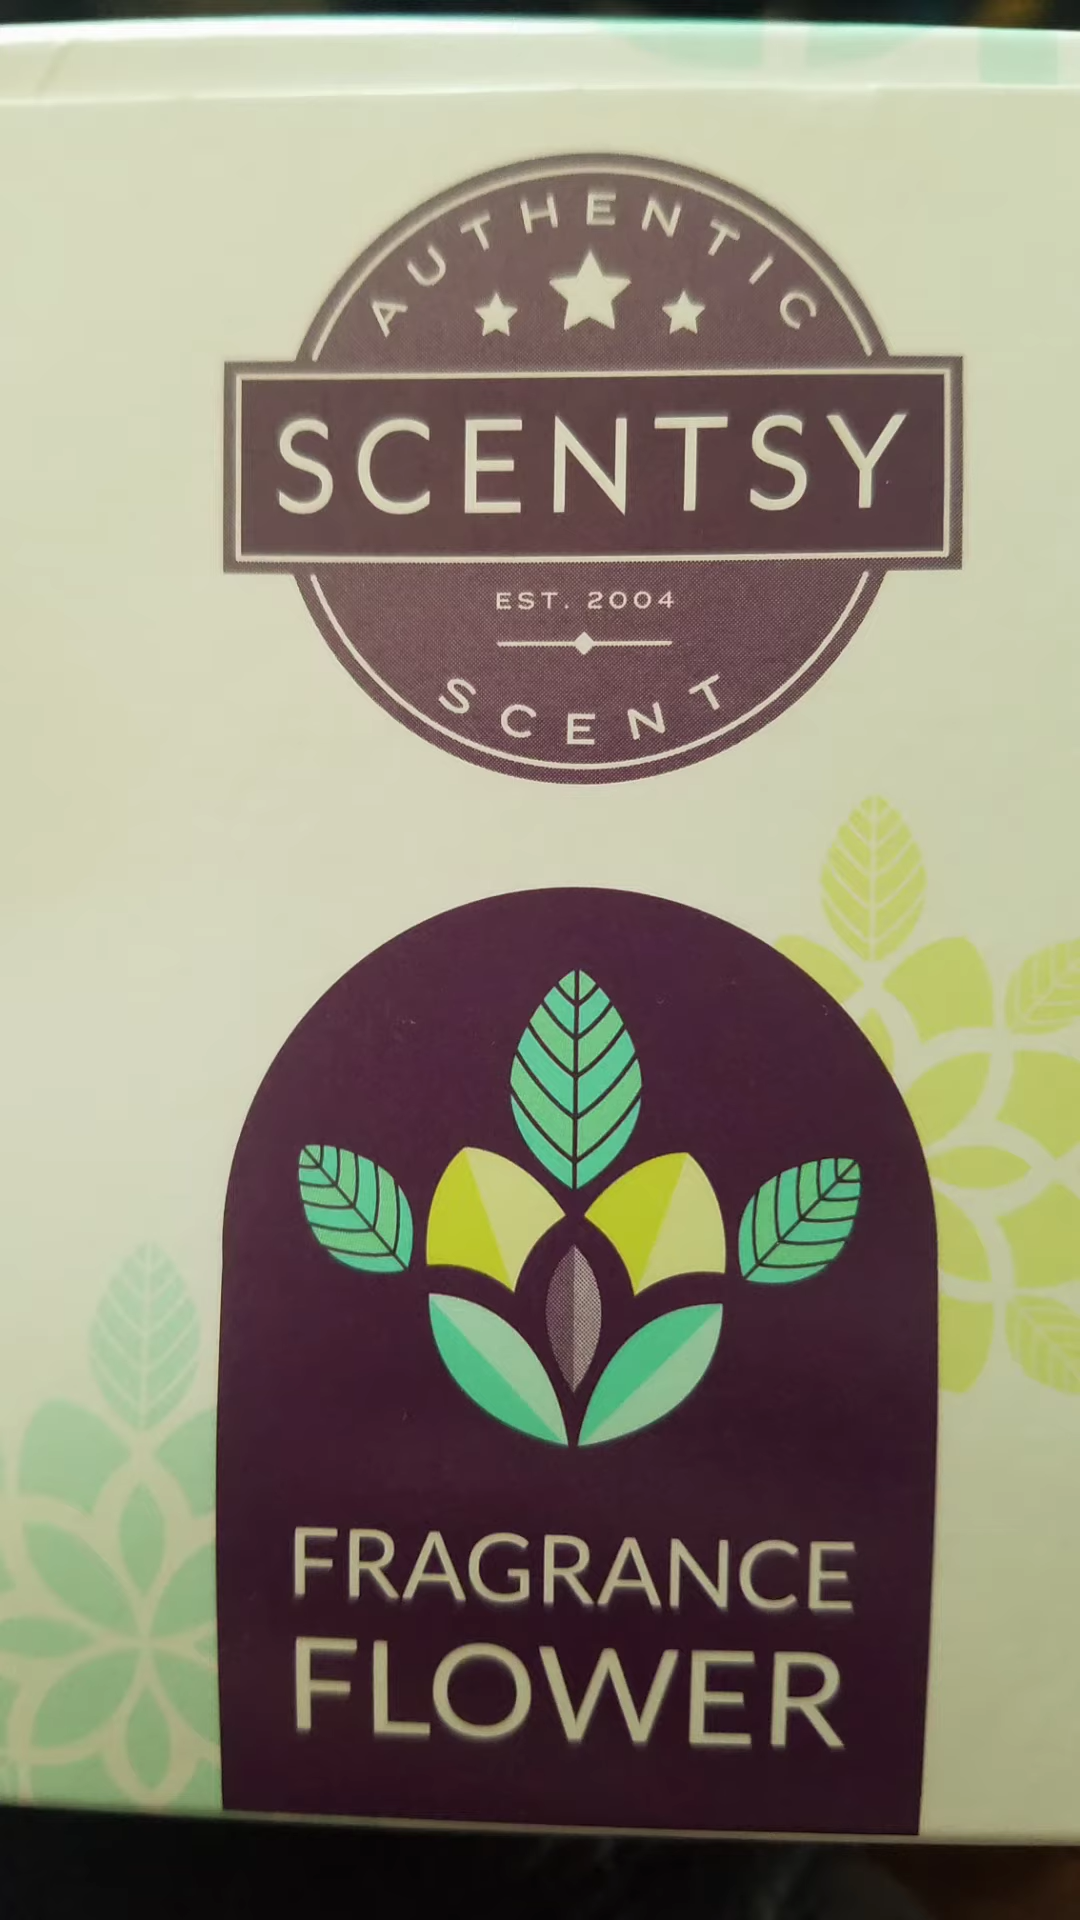 AUTHENTIC
SCENTSY
EST. 2004
SCENT
FRAGRANCE
FLOWER